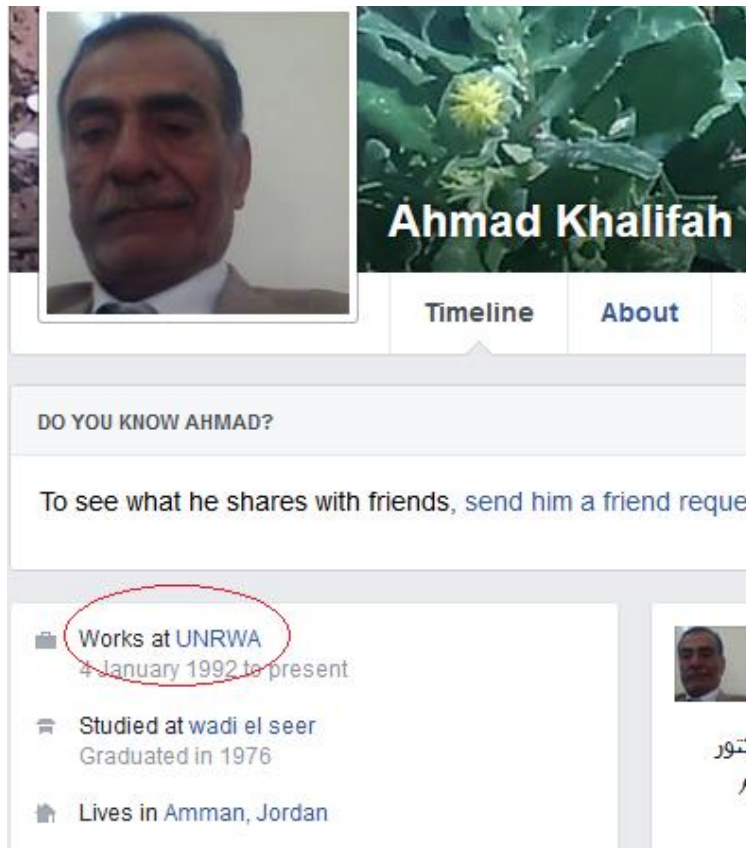 Ahmad Khalifah
Timeline
About
DO YOU KNOW AHMAD?
To see what he shares with friends, send him a friend reque
Works at UNRWA
4 January 1992 to present
Studied at wadi el seer
Graduated in 1976
Lives in Amman, Jordan